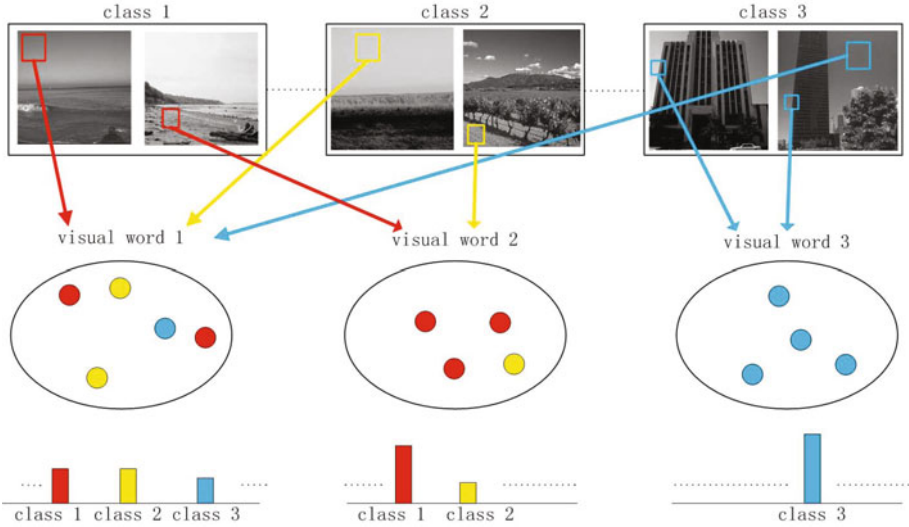 class 1
class 2
class 3
visual word 1
visual word 2
visual word 3
class 1 class 2 class 3
class 1 class 2
class 3